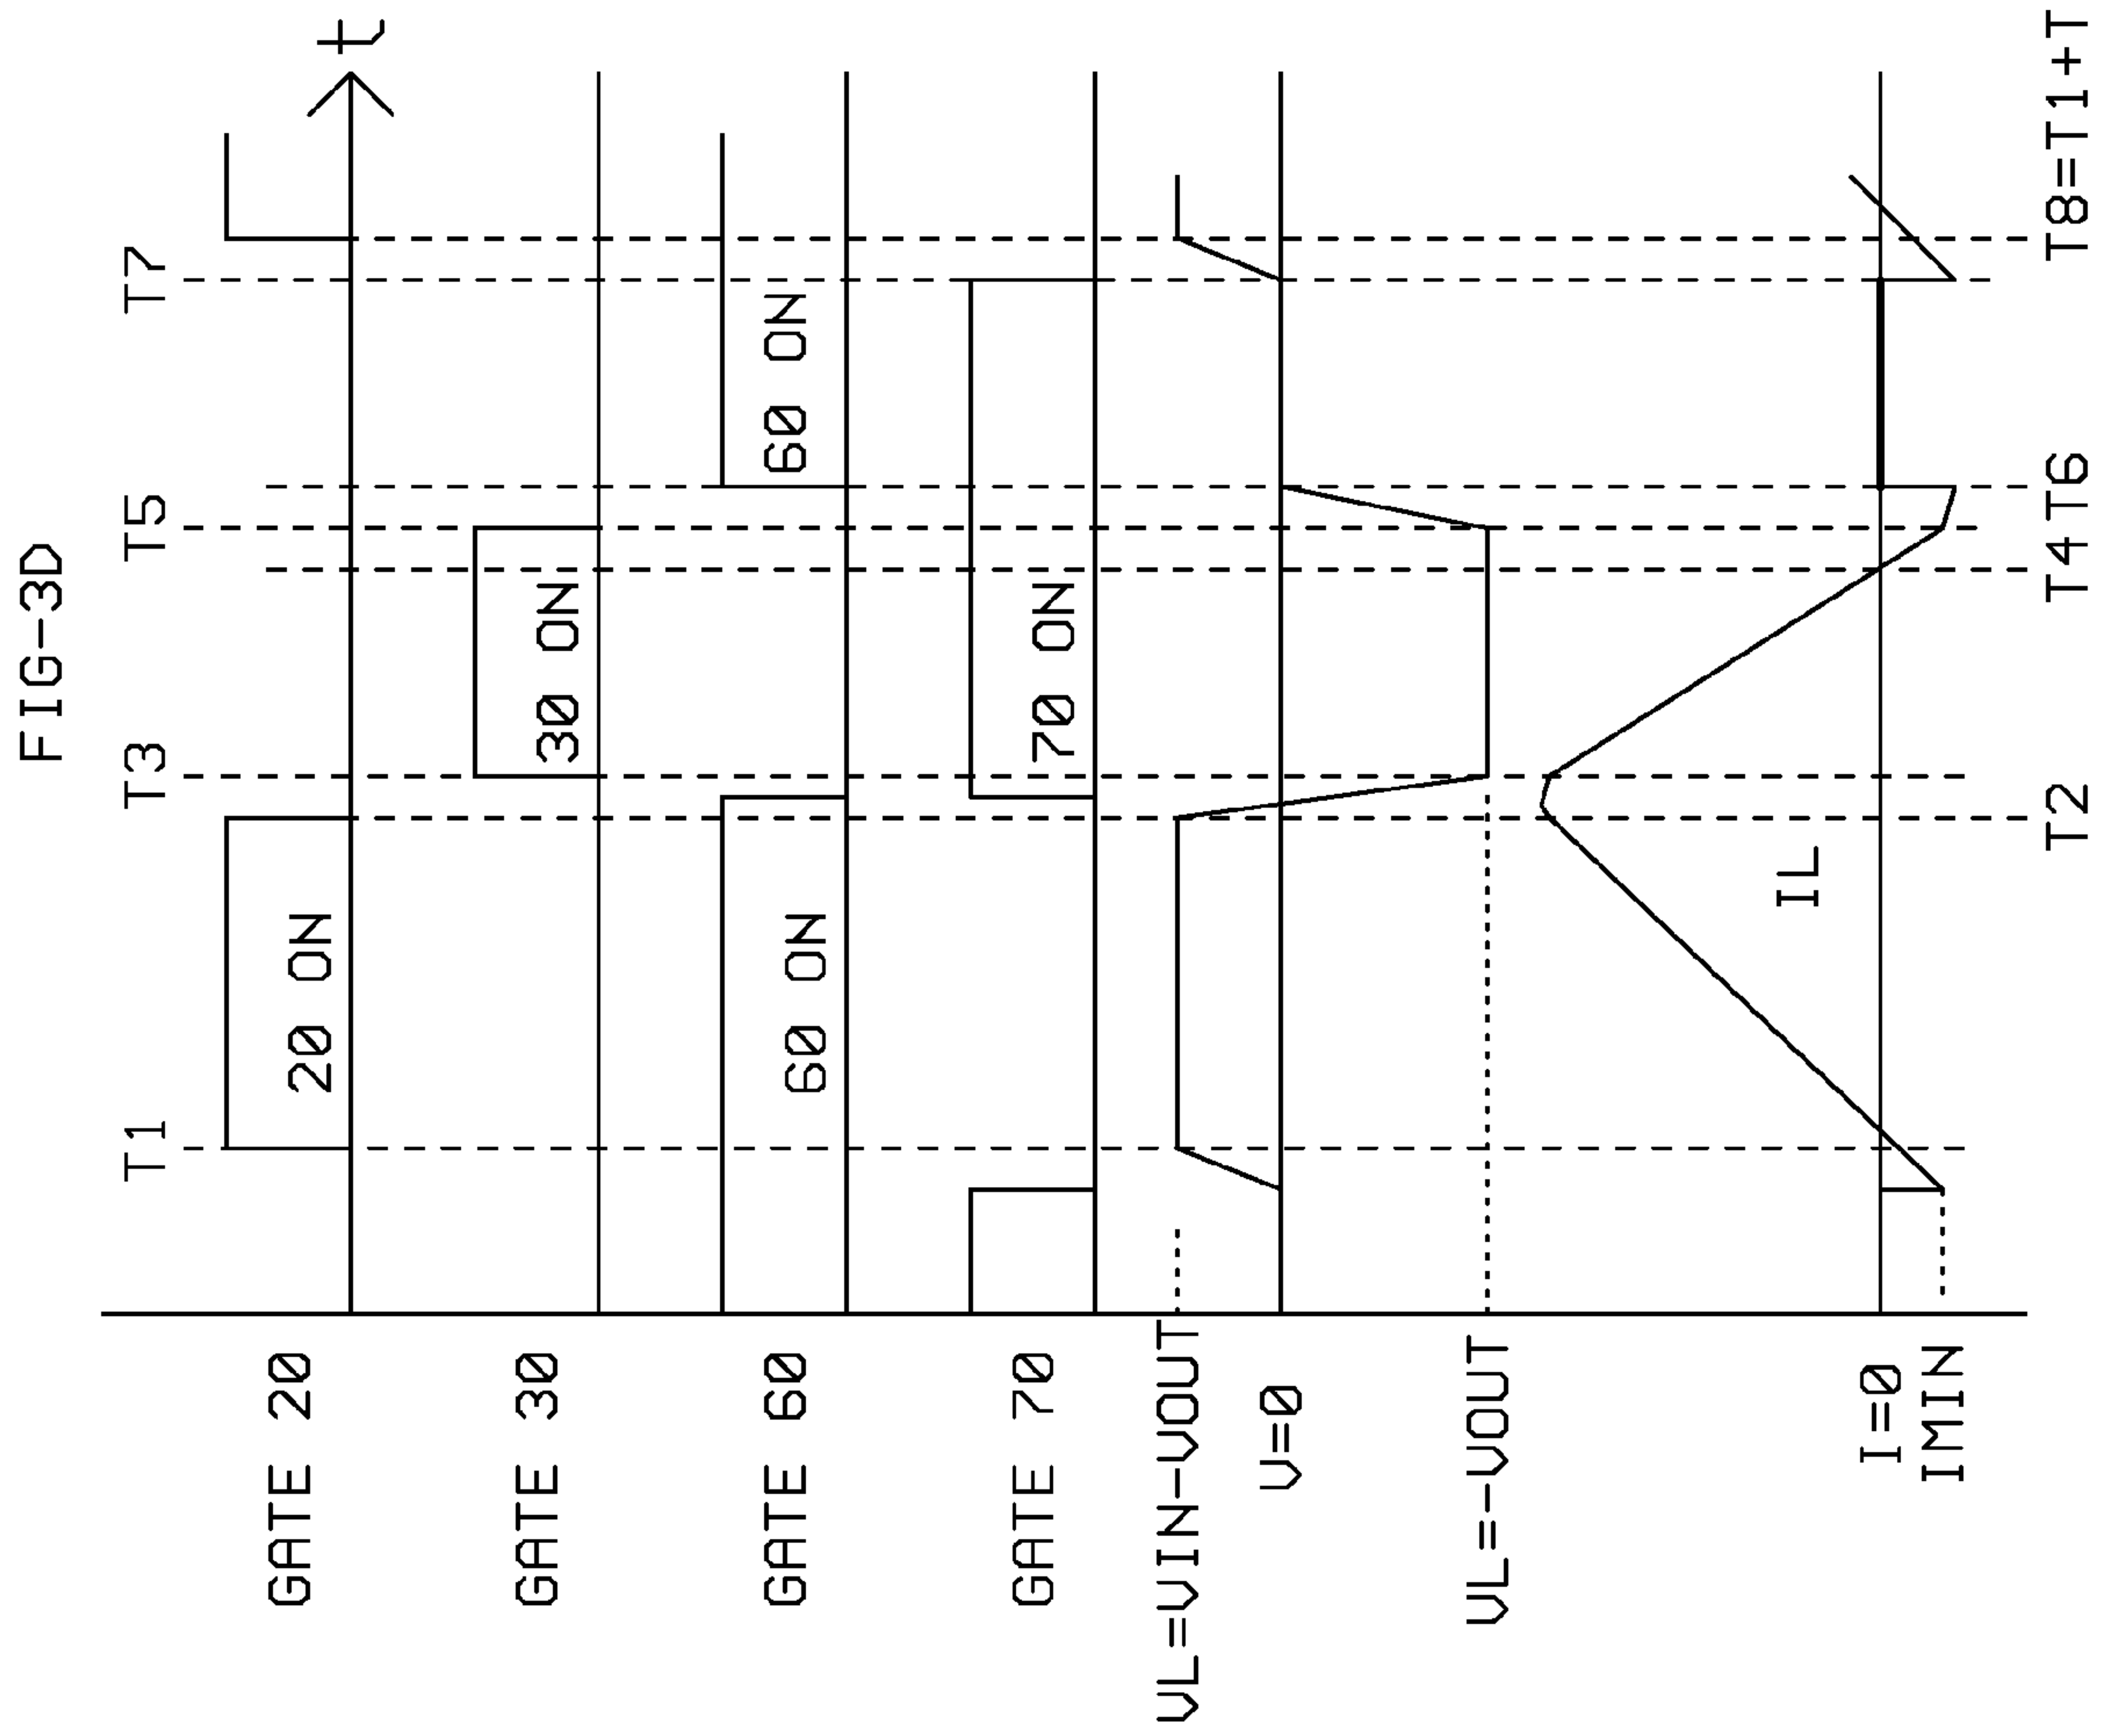 FIG-3D
T1
T3
T5
T7
t
GATE 20
20 ON
GATE 30
30 ON
GATE 60
60 ON
60 ON
GATE 70
70 ON
VL=VIN-VOUT
V=0
VL=-VOUT
IL
I=0
IMIN
T2
T4
T6
T8=T1+T